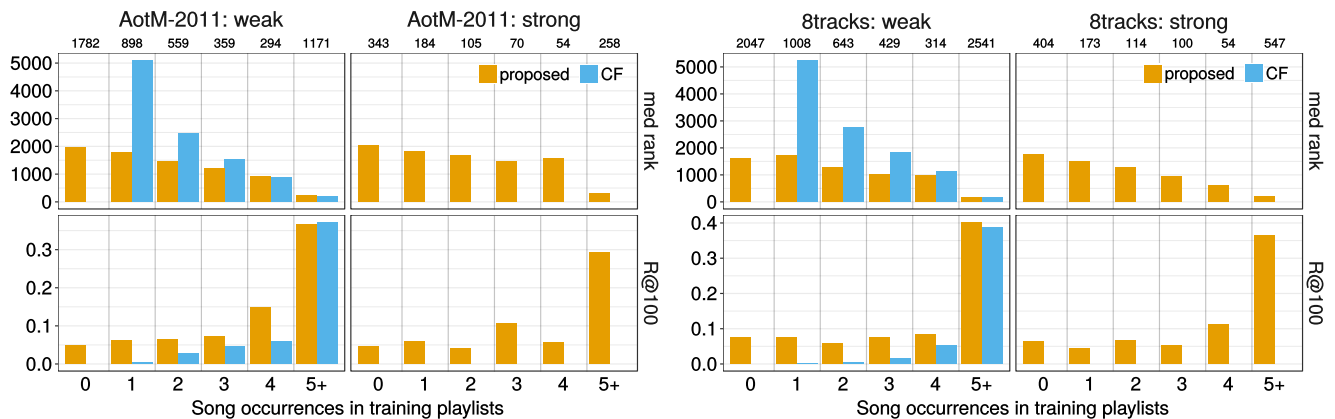 AotM-2011: weak
AotM-2011: strong
1782 898 559 359 294 1171
343 184 105 70 54 258
proposed CF
5000
4000
3000
2000
1000
0
med rank
0.3
0.2
0.1
0.0
R@100
0 1 2 3 4 5+
0 1 2 3 4 5+
Song occurrences in training playlists
8tracks: weak
8tracks: strong
2047 1008 643 429 314 2541
404 173 114 100 54 547
proposed CF
5000
4000
3000
2000
1000
0
med rank
0.4
0.3
0.2
0.1
0.0
R@100
0 1 2 3 4 5+
0 1 2 3 4 5+
Song occurrences in training playlists